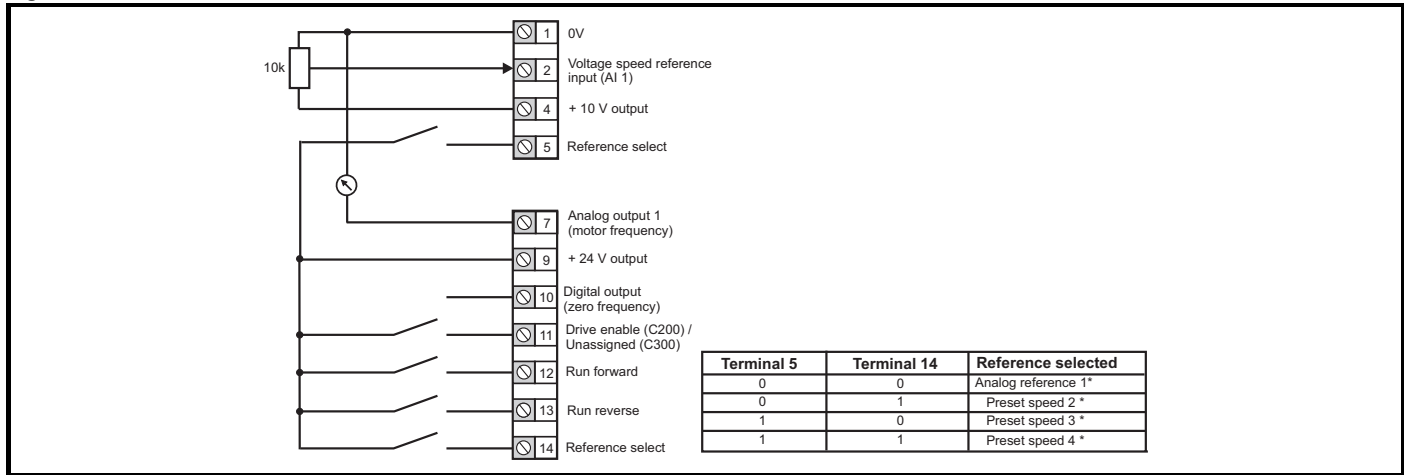 10k
1 0V
2 Voltage speed reference
input (AI 1)
4 + 10 V output
5 Reference select
7 Analog output 1
(motor frequency)
9 + 24 V output
10 Digital output
(zero frequency)
11 Drive enable (C200) /
Unassigned (C300)
12 Run forward
13 Run reverse
14 Reference select
Terminal 5 Terminal 14 Reference selected
0 0 Analog reference 1*
0 1 Preset speed 2 *
1 0 Preset speed 3 *
1 1 Preset speed 4 *